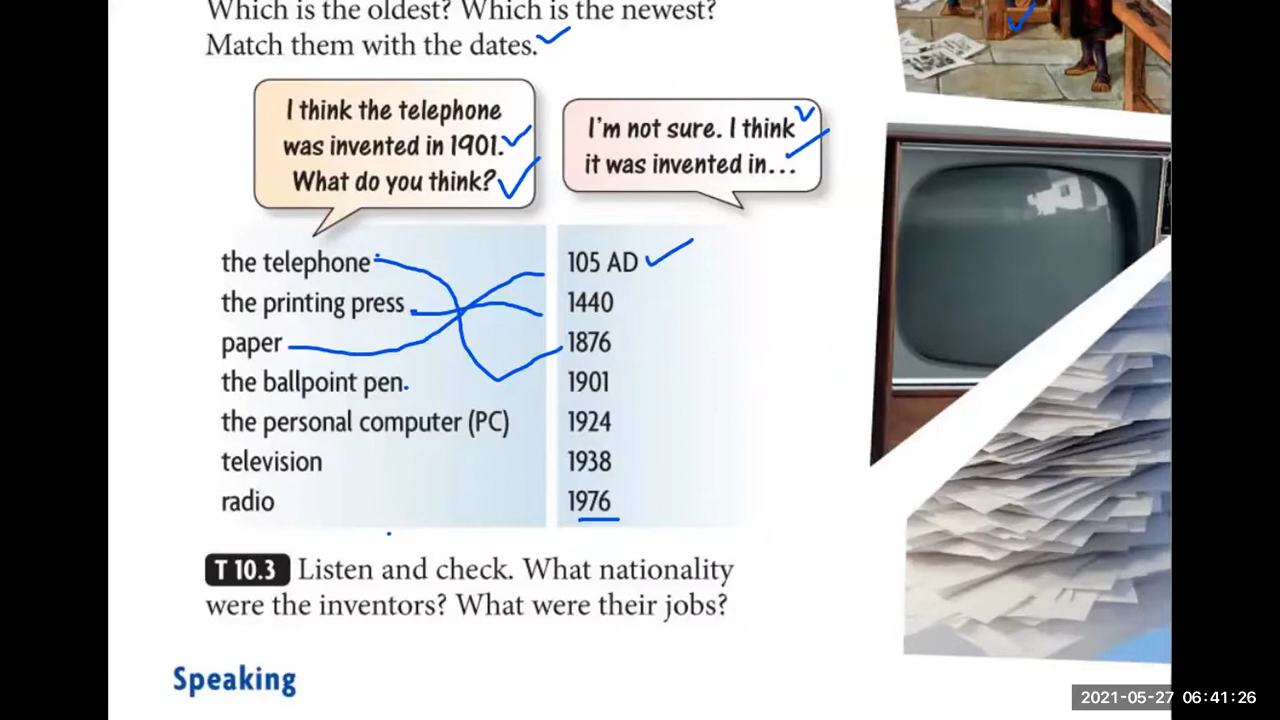 Which is the oldest? Which is the newest?
Match them with the dates.
I think the telephone
was invented in 1901.
What do you think?
I'm not sure. I think
it was invented in...
the telephone
the printing press
paper
the ballpoint pen
the personal computer (PC)
television
radio
105 AD
1440
1876
1901
1924
1938
1976
T 10.3 Listen and check. What nationality
were the inventors? What were their jobs?
Speaking
2021-05-27 06:41:26